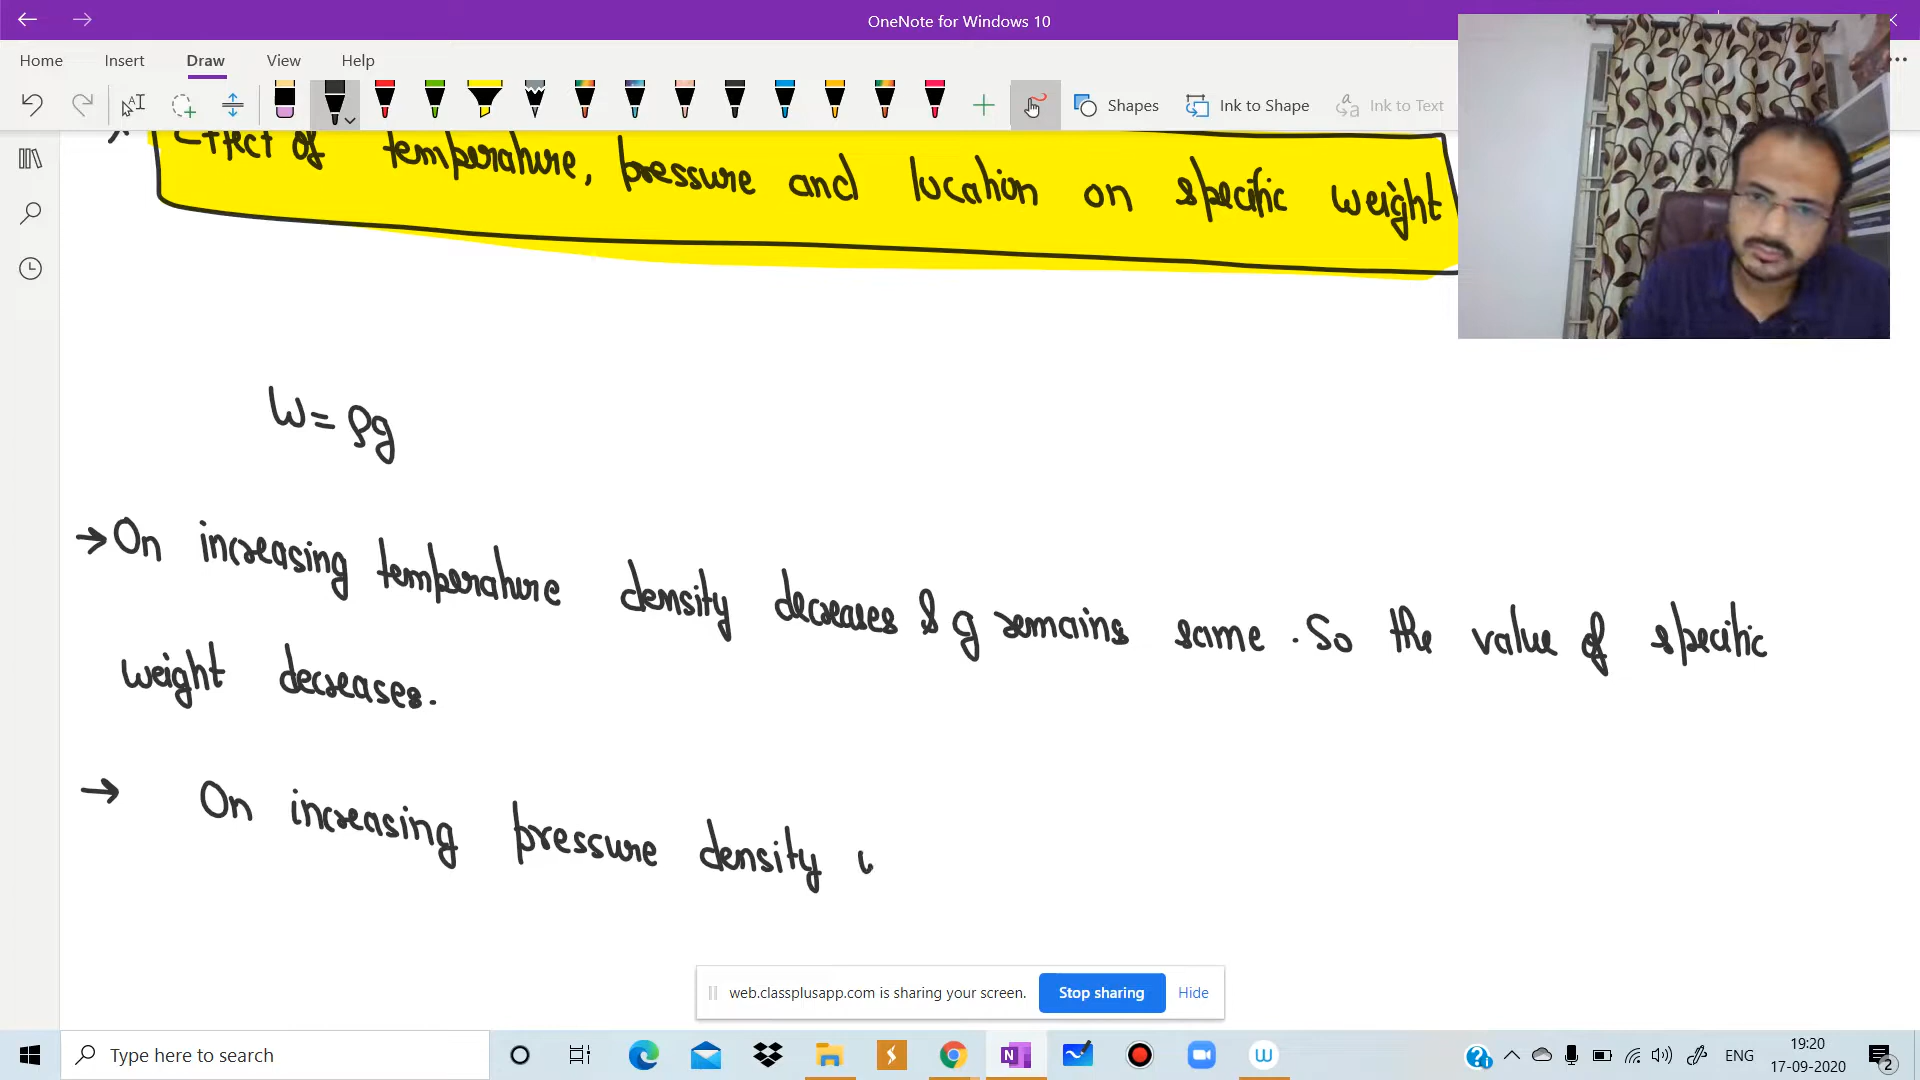 OneNote for Windows 10
Home Insert Draw View Help
Shapes Ink to Shape Ink to Text
Effect of temperature, pressure and location on specific weight
W = ρg
→ On increasing temperature density decreases & g remains same. So the value of specific
weight decreases.
→ On increasing pressure density
web.classplusapp.com is sharing your screen. Stop sharing Hide
Type here to search
ENG
19:20
17-09-2020
2